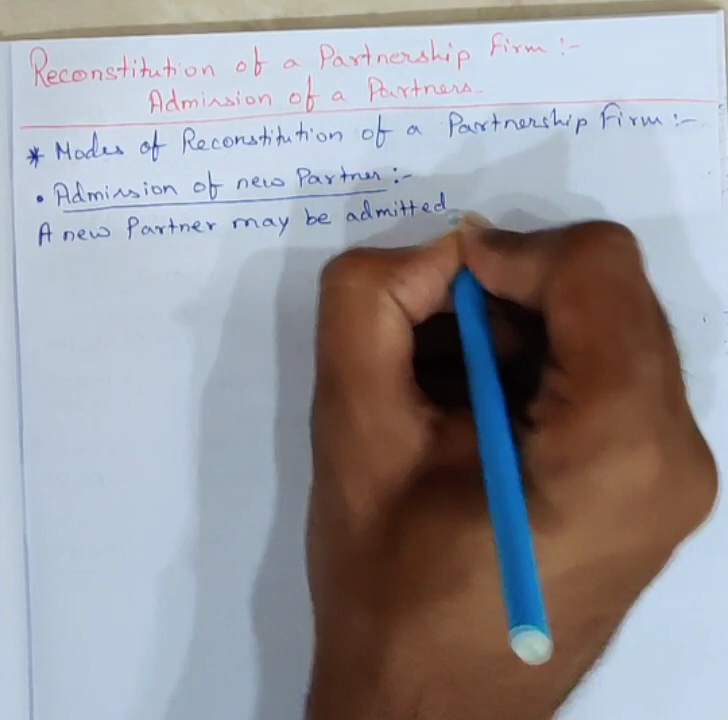 Reconstitution of a Partnership Firm :-
Admission of a Partners.
* Modes of Reconstitution of a Partnership Firm :-
• Admission of new Partner :-
A new Partner may be admitted